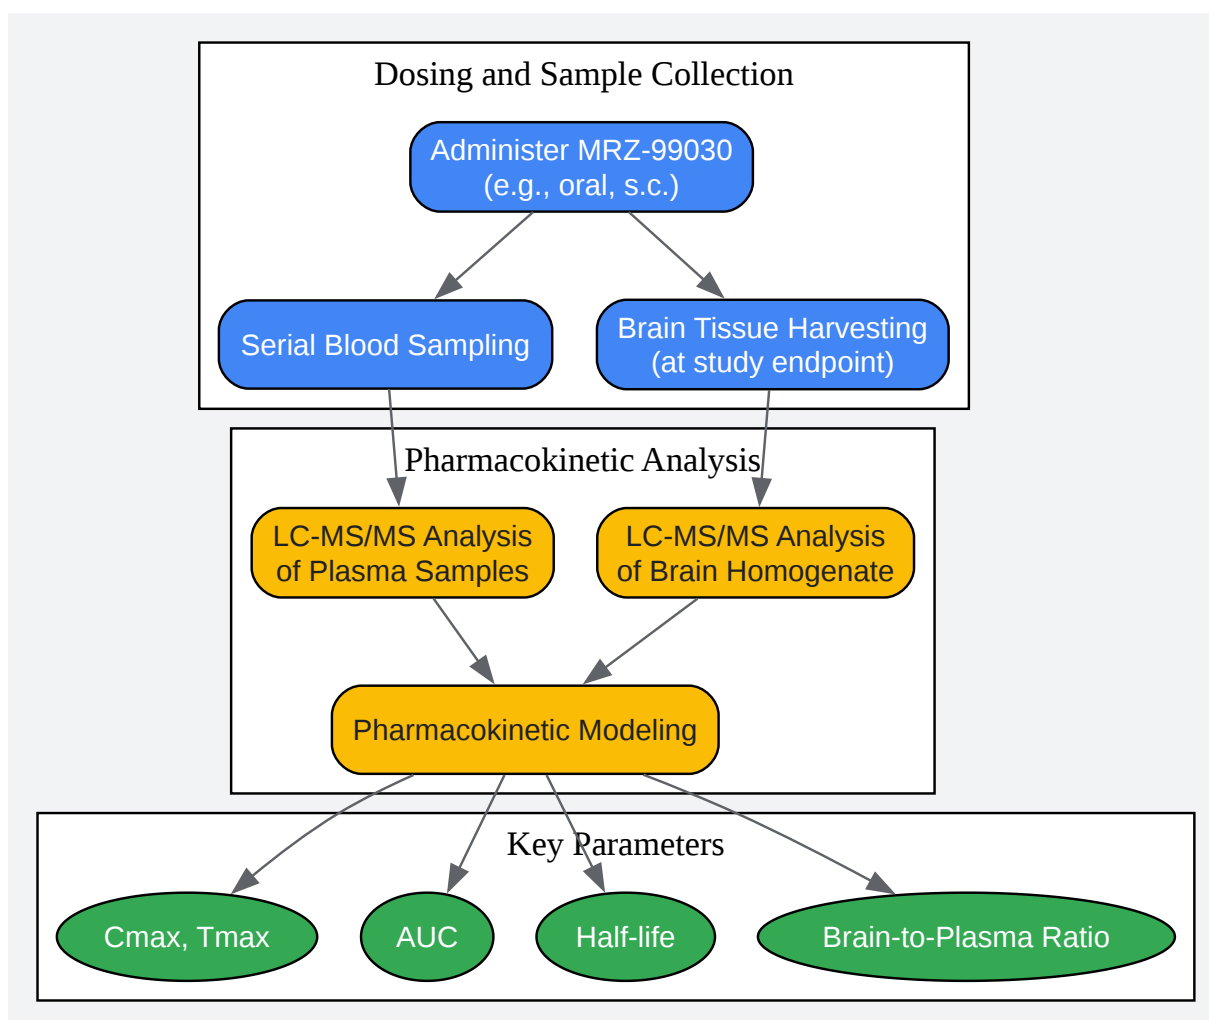 Dosing and Sample Collection
Administer MRZ-99030
(e.g., oral, s.c.)
Serial Blood Sampling
Brain Tissue Harvesting
(at study endpoint)
Pharmacokinetic Analysis
LC-MS/MS Analysis
of Plasma Samples
LC-MS/MS Analysis
of Brain Homogenate
Pharmacokinetic Modeling
Key Parameters
Cmax, Tmax
AUC
Half-life
Brain-to-Plasma Ratio